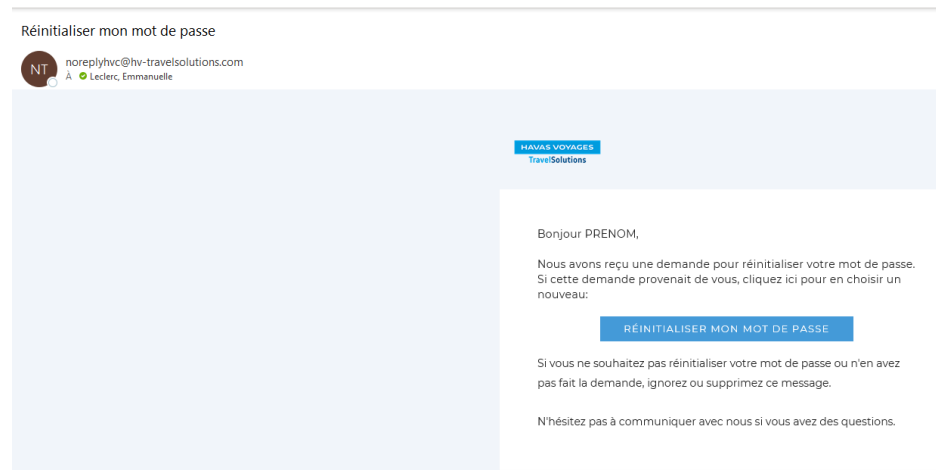 Réinitialiser mon mot de passe
NT
noreplyhvc@hv-travelsolutions.com
À Leclerc, Emmanuelle
HAVAS VOYAGES
TravelSolutions
Bonjour PRENOM,
Nous avons reçu une demande pour réinitialiser votre mot de passe.
Si cette demande provenait de vous, cliquez ici pour en choisir un
nouveau:
RÉINITIALISER MON MOT DE PASSE
Si vous ne souhaitez pas réinitialiser votre mot de passe ou n'en avez
pas fait la demande, ignorez ou supprimez ce message.
N'hésitez pas à communiquer avec nous si vous avez des questions.